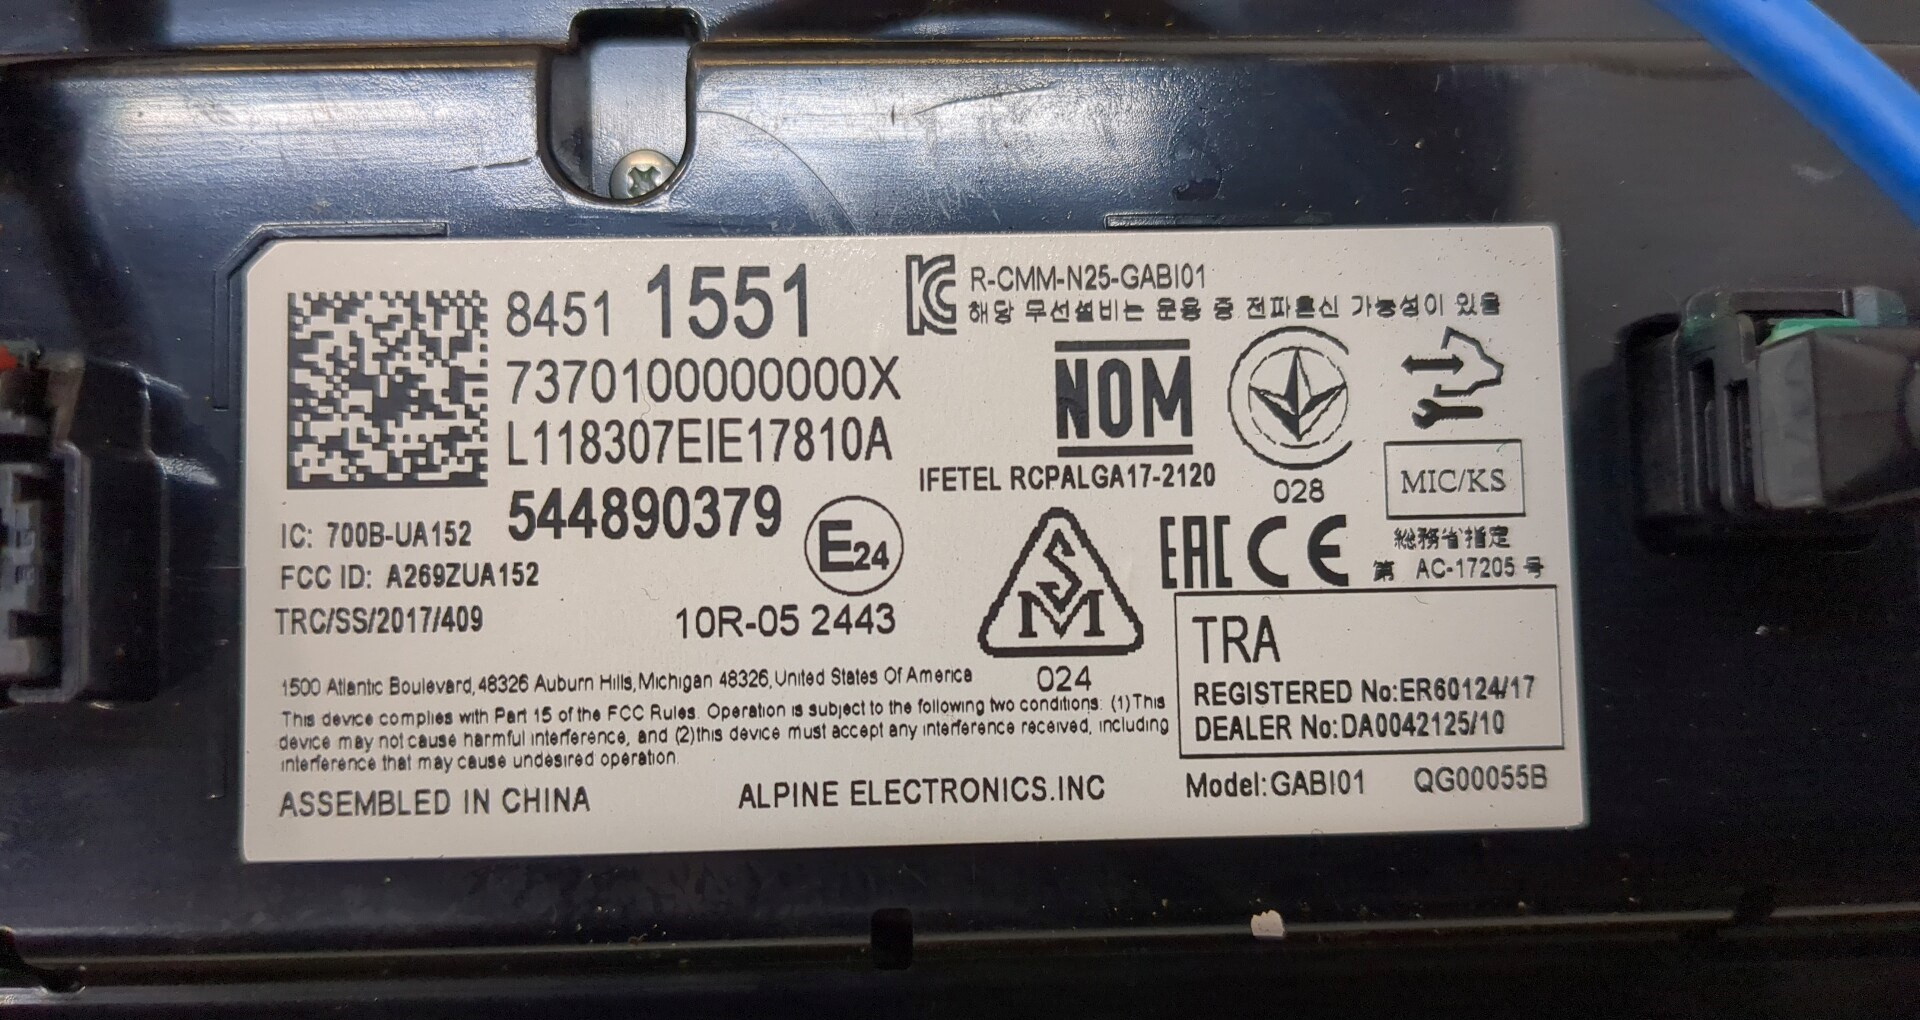 8451 1551
7370100000000X
L118307EIE17810A
544890379
R-CMM-N25-GABI01
해당 무선설비는 운용 중 전파혼신 가능성이 있음
NOM
IFETEL RCPALGA17-2120
028
MIC/KS
総務省指定
第 AC-17205 号
IC: 700B-UA152
FCC ID: A269ZUA152
TRC/SS/2017/409
E24
10R-05 2443
SM
024
EAC CE
TRA
REGISTERED No:ER60124/17
DEALER No:DA0042125/10
1500 Atlantic Boulevard, 48326 Auburn Hills, Michigan 48326, United States Of America
This device complies with Part 15 of the FCC Rules. Operation is subject to the following two conditions: (1)This
device may not cause harmful interference, and (2)this device must accept any interference received, including
interference that may cause undesired operation.
ASSEMBLED IN CHINA
ALPINE ELECTRONICS.INC
Model:GABI01 QG00055B